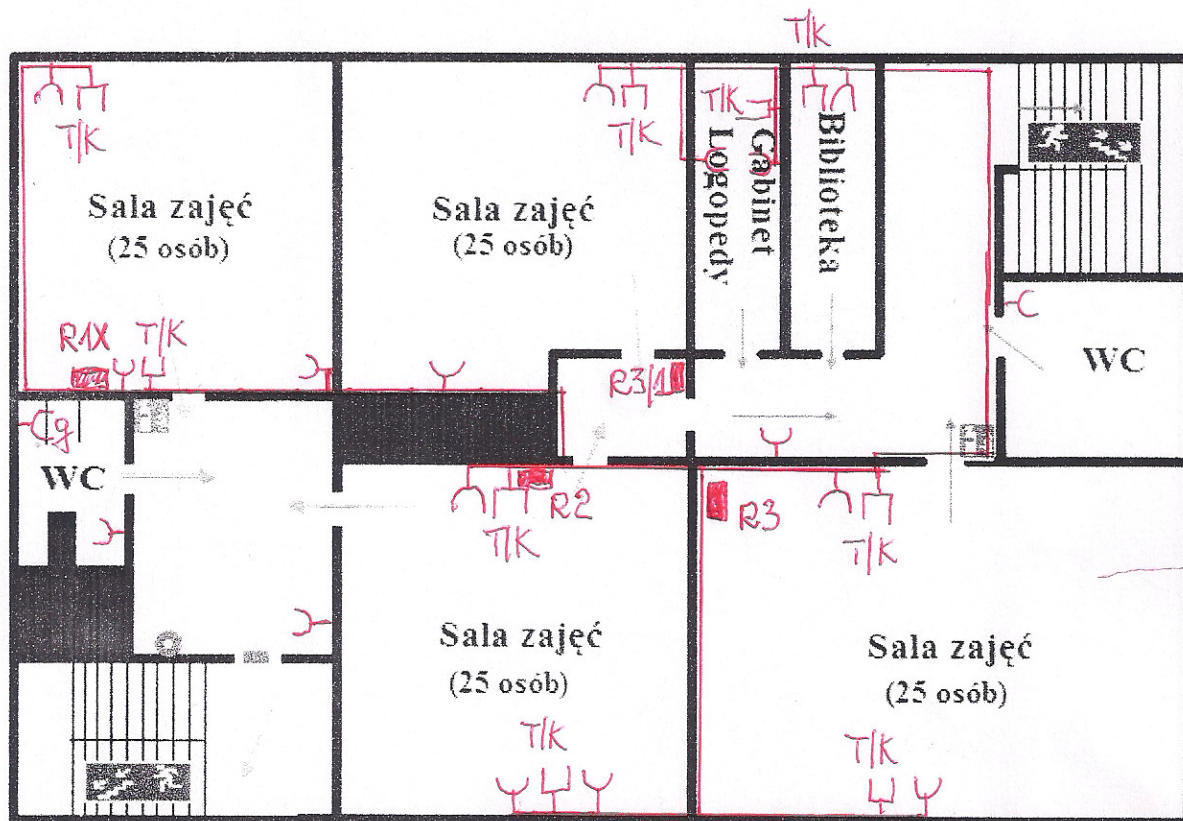 T/K
T/K
T/K
T/K
Gabinet
Logopedy
Biblioteka
Sala zajęć
(25 osób)
Sala zajęć
(25 osób)
R1X
T/K
R3/1
WC
g
WC
R2
T/K
R3
T/K
Sala zajęć
(25 osób)
Sala zajęć
(25 osób)
T/K
T/K